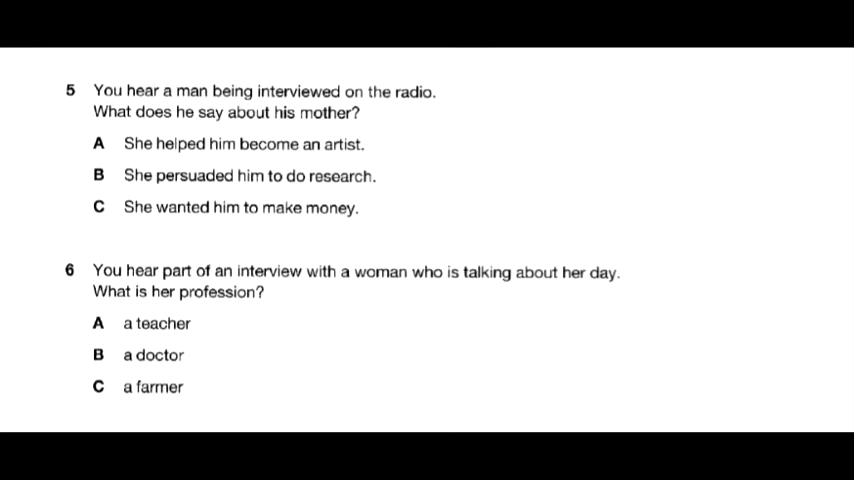 5 You hear a man being interviewed on the radio.
What does he say about his mother?
A She helped him become an artist.
B She persuaded him to do research.
C She wanted him to make money.
6 You hear part of an interview with a woman who is talking about her day.
What is her profession?
A a teacher
B a doctor
C a farmer